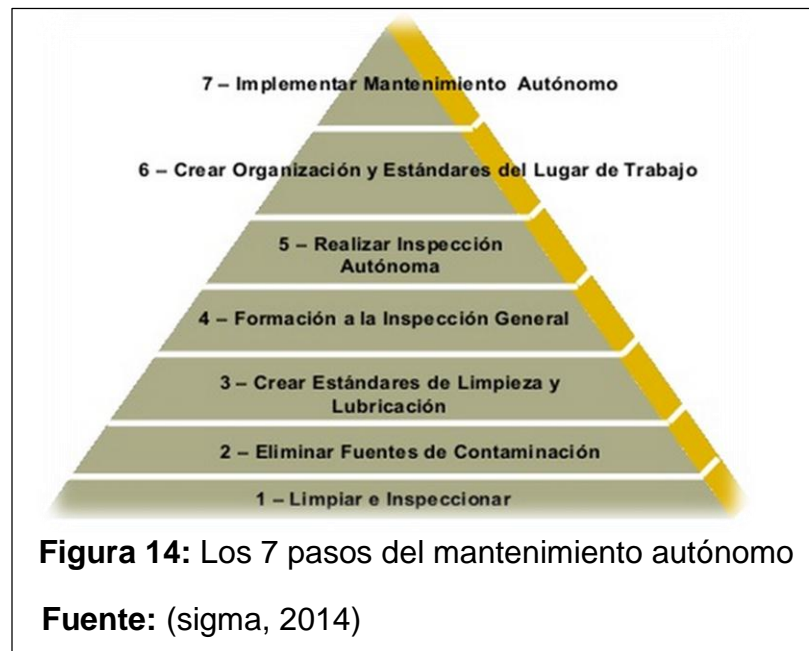 7 – Implementar Mantenimiento Autónomo
6 – Crear Organización y Estándares del Lugar de Trabajo
5 – Realizar Inspección
Autónoma
4 – Formación a la Inspección General
3 – Crear Estándares de Limpieza y
Lubricación
2 – Eliminar Fuentes de Contaminación
1 – Limpiar e Inspeccionar
Figura 14: Los 7 pasos del mantenimiento autónomo
Fuente: (sigma, 2014)